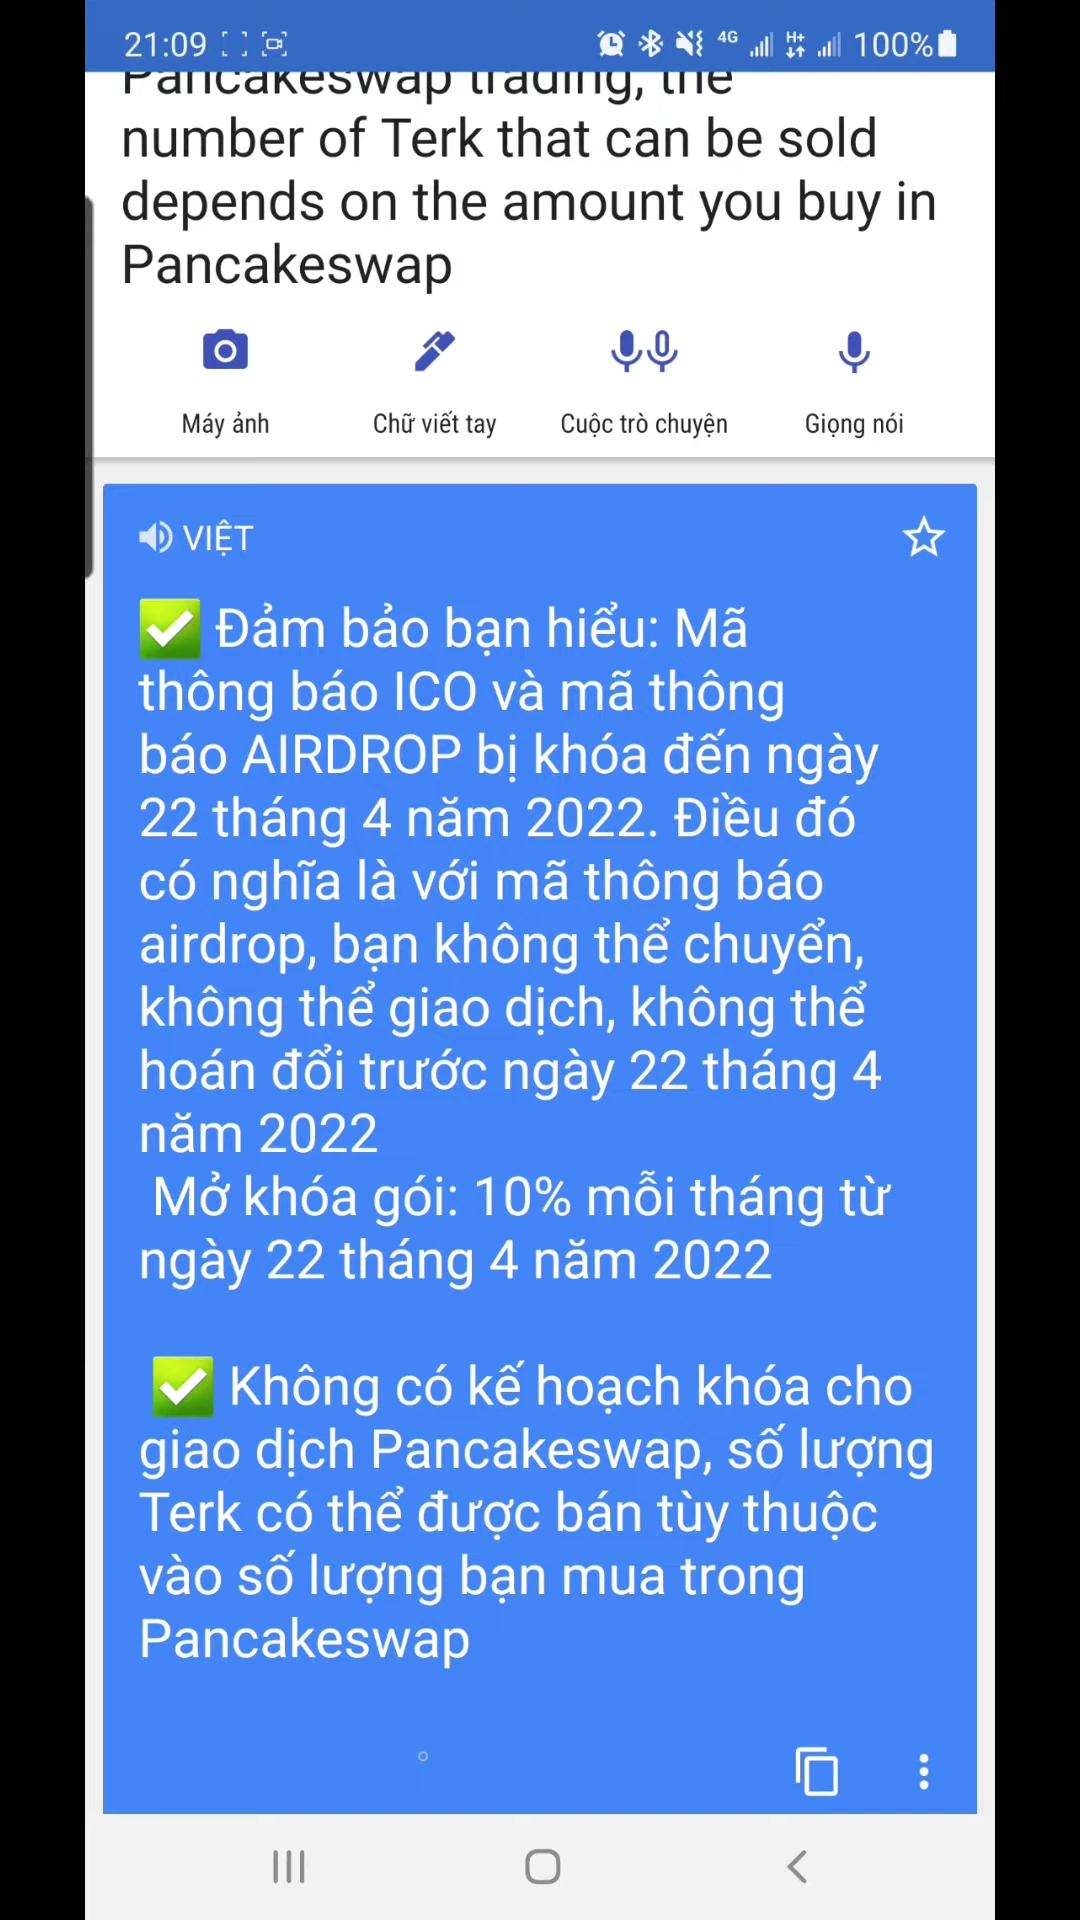 21:09 4G H+ 100%
Pancakeswap trading, the
number of Terk that can be sold
depends on the amount you buy in
Pancakeswap
Máy ảnh Chữ viết tay Cuộc trò chuyện Giọng nói
VIỆT
✅ Đảm bảo bạn hiểu: Mã
thông báo ICO và mã thông
báo AIRDROP bị khóa đến ngày
22 tháng 4 năm 2022. Điều đó
có nghĩa là với mã thông báo
airdrop, bạn không thể chuyển,
không thể giao dịch, không thể
hoán đổi trước ngày 22 tháng 4
năm 2022
Mở khóa gói: 10% mỗi tháng từ
ngày 22 tháng 4 năm 2022
✅ Không có kế hoạch khóa cho
giao dịch Pancakeswap, số lượng
Terk có thể được bán tùy thuộc
vào số lượng bạn mua trong
Pancakeswap